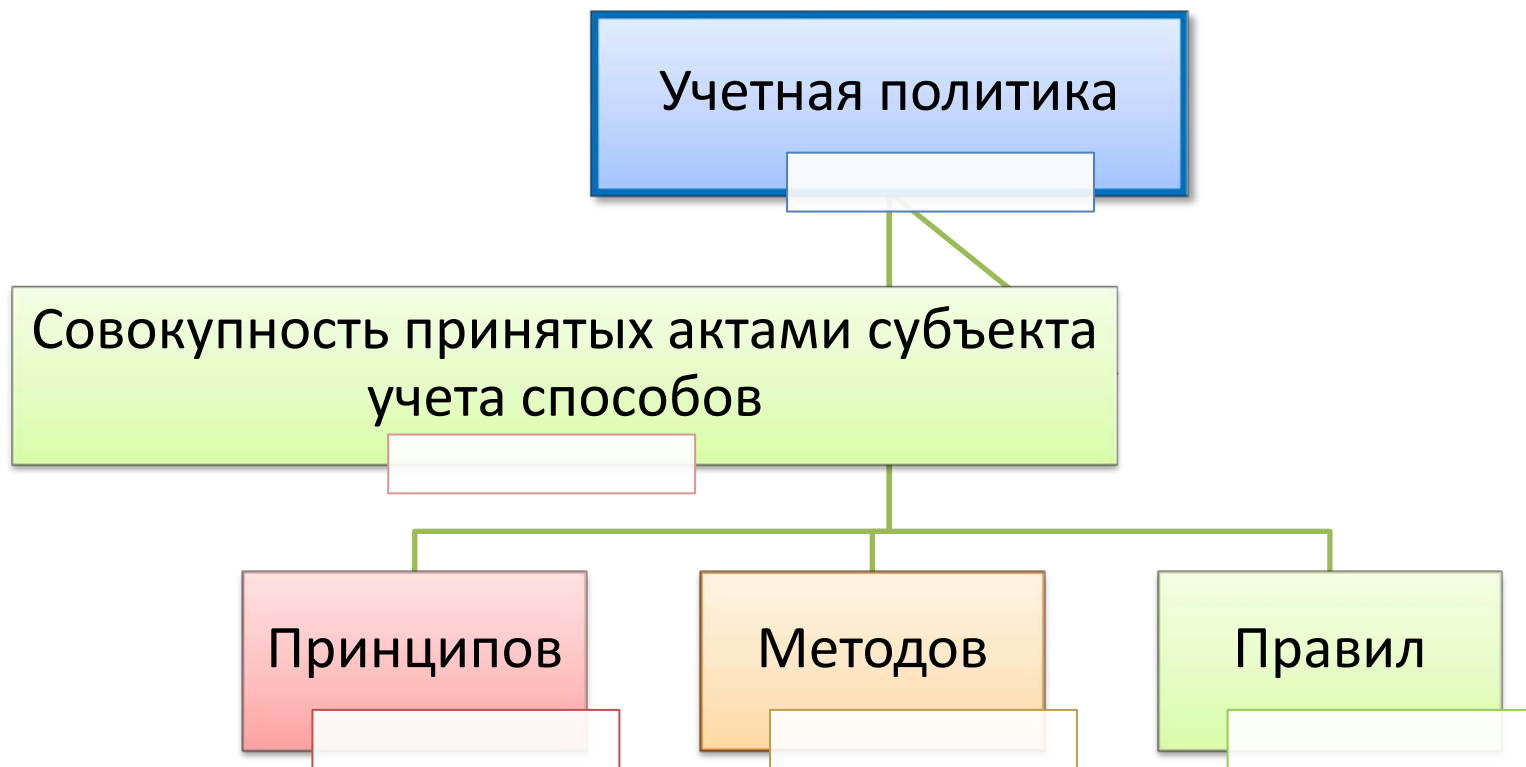 Учетная политика
Совокупность принятых актами субъекта
учета способов
Принципов
Методов
Правил